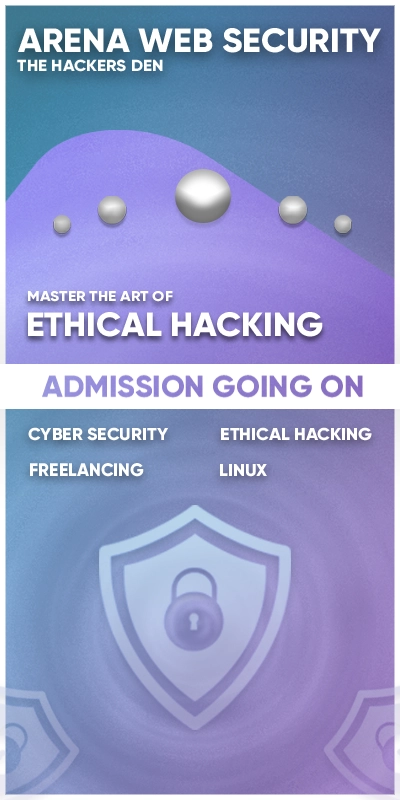 ARENA WEB SECURITY
THE HACKERS DEN
MASTER THE ART OF
ETHICAL HACKING
ADMISSION GOING ON
CYBER SECURITY
ETHICAL HACKING
FREELANCING
LINUX